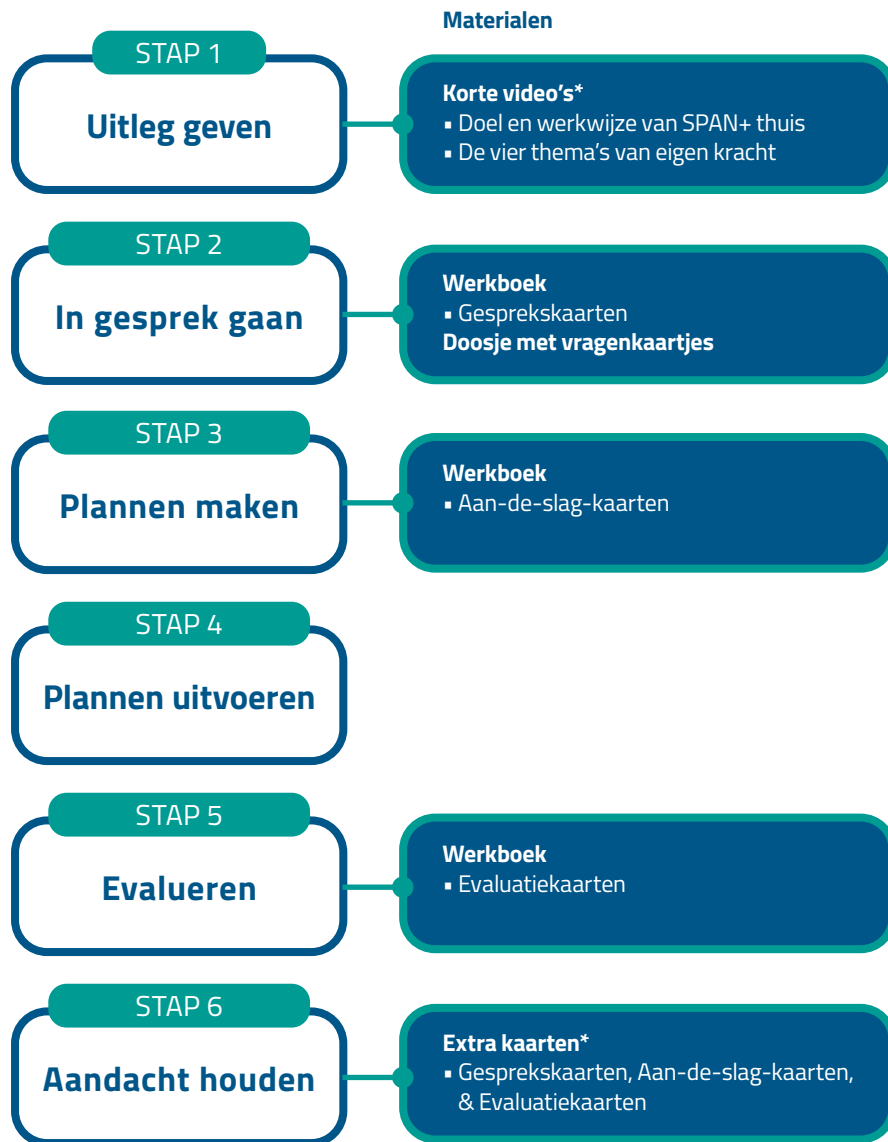 Materialen
STAP 1
Uitleg geven
Korte video's*
▪ Doel en werkwijze van SPAN+ thuis
▪ De vier thema's van eigen kracht
STAP 2
In gesprek gaan
Werkboek
▪ Gesprekskaarten
Doosje met vragenkaartjes
STAP 3
Plannen maken
Werkboek
▪ Aan-de-slag-kaarten
STAP 4
Plannen uitvoeren
STAP 5
Evalueren
Werkboek
▪ Evaluatiekaarten
STAP 6
Aandacht houden
Extra kaarten*
▪ Gesprekskaarten, Aan-de-slag-kaarten,
& Evaluatiekaarten